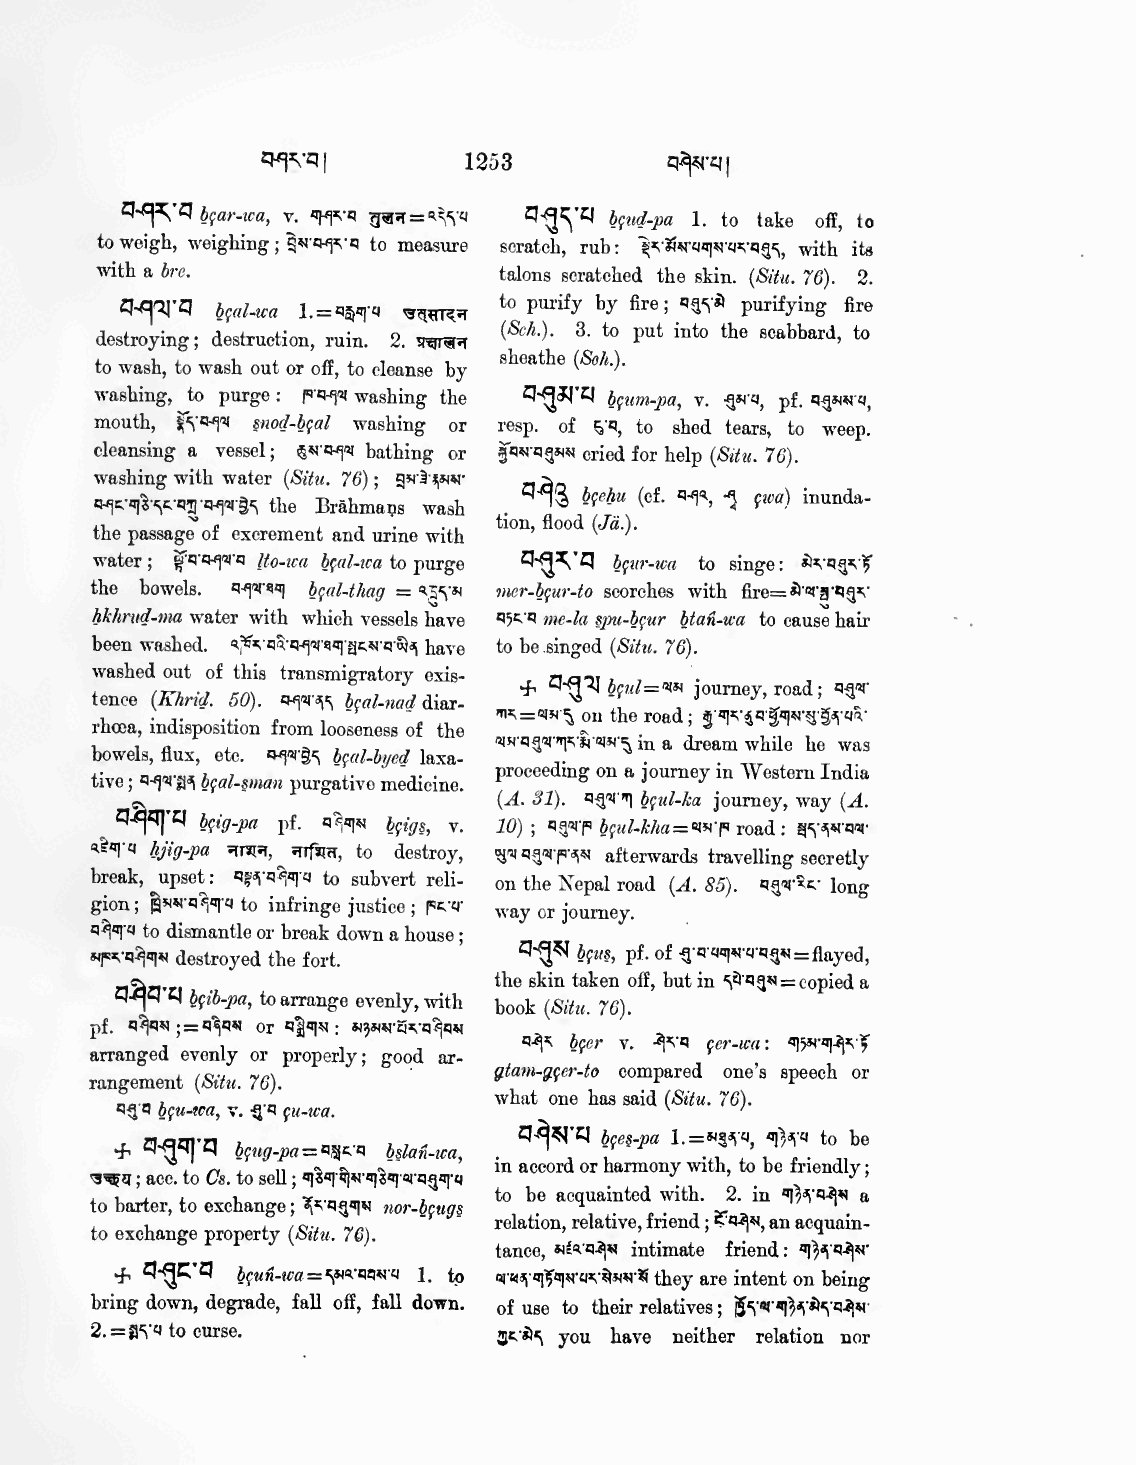 བཤར་བ། 1253 བཤེས་པ།
བཤར་བ bçar-wa, v. གཤར་བ तुलन=འདེད་པ
to weigh, weighing; བྲེས་བཤར་བ to measure
with a bre.
བཤལ་བ bçal-wa 1.=བརླག་པ उत्सादन
destroying; destruction, ruin. 2. प्रक्षालन
to wash, to wash out or off, to cleanse by
washing, to purge: ཁ་བཤལ washing the
mouth, སྣོད་བཤལ snod-bçal washing or
cleansing a vessel; ཆུས་བཤལ bathing or
washing with water (Situ. 76); བྲམ་ཟེ་རྣམས་
བཤང་གཅི་དང་བཀྲུ་བཤལ་བྱེད the Brāhmaṇs wash
the passage of excrement and urine with
water; ལྟོ་བ་བཤལ་བ lto-wa bçal-wa to purge
the bowels. བཤལ་ཐག bçal-thag = འཁྲུད་མ
hkhrud-ma water with which vessels have
been washed. འཁོར་བའི་བཤལ་ཐག་སྦངས་པ་ཡིན have
washed out of this transmigratory exis-
tence (Khrid. 50). བཤལ་ནད bçal-nad diar-
rhœa, indisposition from looseness of the
bowels, flux, etc. བཤལ་བྱེད bçal-byed laxa-
tive; བཤལ་སྨན bçal-sman purgative medicine.
བཤིག་པ bçig-pa pf. བཤིགས bçigs, v.
འཇིག་པ hjig-pa नाशन, नाशित, to destroy,
break, upset: བསྟན་བཤིག་པ to subvert reli-
gion; ཁྲིམས་བཤིག་པ to infringe justice; ཁང་པ་
བཤིག་པ to dismantle or break down a house;
མཁར་བཤིགས destroyed the fort.
བཤིབ་པ bçib-pa, to arrange evenly, with
pf. བཤིབས;=བཤིབས or བསྒྲིགས: མཉམས་པོར་བཤིབས
arranged evenly or properly; good ar-
rangement (Situ. 76).
བཤུ་བ bçu-wa, v. ཤུ་བ çu-wa.
+ བཤུག་པ bçug-pa=བསླང་བ bslañ-wa,
; acc. to Cs. to sell; གཅིག་གིས་གཅིག་ལ་བཤུག་པ
to barter, to exchange; ནོར་བཤུགས nor-bçugs
to exchange property (Situ. 76).
+ བཤུང་བ bçuñ-wa=དམའ་བབས་པ 1. to
bring down, degrade, fall off, fall down.
2.=སྨད་པ to curse.
བཤུད་པ bçud-pa 1. to take off, to
scratch, rub: སྡེར་མོས་པགས་པར་བཤུད, with its
talons scratched the skin. (Situ. 76). 2.
to purify by fire; བཤུད་མེ purifying fire
(Sch.). 3. to put into the scabbard, to
sheathe (Sch.).
བཤུམ་པ bçum-pa, v. ཤུམ་པ, pf. བཤུམས་པ,
resp. of ངུ་བ, to shed tears, to weep.
སྐྱོབས་བཤུམས cried for help (Situ. 76).
བཤེའུ bçehu (cf. བཤའ, ཤྭ çwa) inunda-
tion, flood (Jä.).
བཤུར་བ bçur-wa to singe: མེར་བཤུར་ཏོ
mer-bçur-to scorches with fire=མེ་ལ་སྤུ་བཤུར་
བཏང་བ me-la spu-bçur btañ-wa to cause hair
to be singed (Situ. 76).
+ བཤུལ bçul=ལམ journey, road; བཤུལ་
ཀར=ལམ་དུ on the road; རྒྱ་གར་ནུབ་ཕྱོགས་སུ་བྱོན་པའི་
ལམ་བཤུལ་ཀར་རྨི་ལམ་དུ in a dream while he was
proceeding on a journey in Western India
(A. 31). བཤུལ་ཀ bçul-ka journey, way (A.
10); བཤུལ་ཁ bçul-kha=ལམ་ཁ road: སྤད་ནས་བལ་
ཡུལ་བཤུལ་ཁ་ནས afterwards travelling secretly
on the Nepal road (A. 85). བཤུལ་རིང་ long
way or journey.
བཤུས bçus, pf. of ཤུ་བ་པགས་པ་བཤུས=flayed,
the skin taken off, but in དཔེ་བཤུས=copied a
book (Situ. 76).
བཤེར bçer v. ཤེར་བ çer-wa: གཏམ་གཤེར་ཏོ
gtam-gçer-to compared one's speech or
what one has said (Situ. 76).
བཤེས་པ bçes-pa 1.=མཐུན་པ, གཉེན་པ to be
in accord or harmony with, to be friendly;
to be acquainted with. 2. in གཉེན་བཤེས a
relation, relative, friend; ངོ་བཤེས, an acquain-
tance, མཛའ་བཤེས intimate friend: གཉེན་བཤེས་
ལ་ཕན་གཏོགས་པར་སེམས་སོ they are intent on being
of use to their relatives; ཁྱོད་ལ་གཉེན་མེད་བཤེས་
ཀྱང་མེད you have neither relation nor